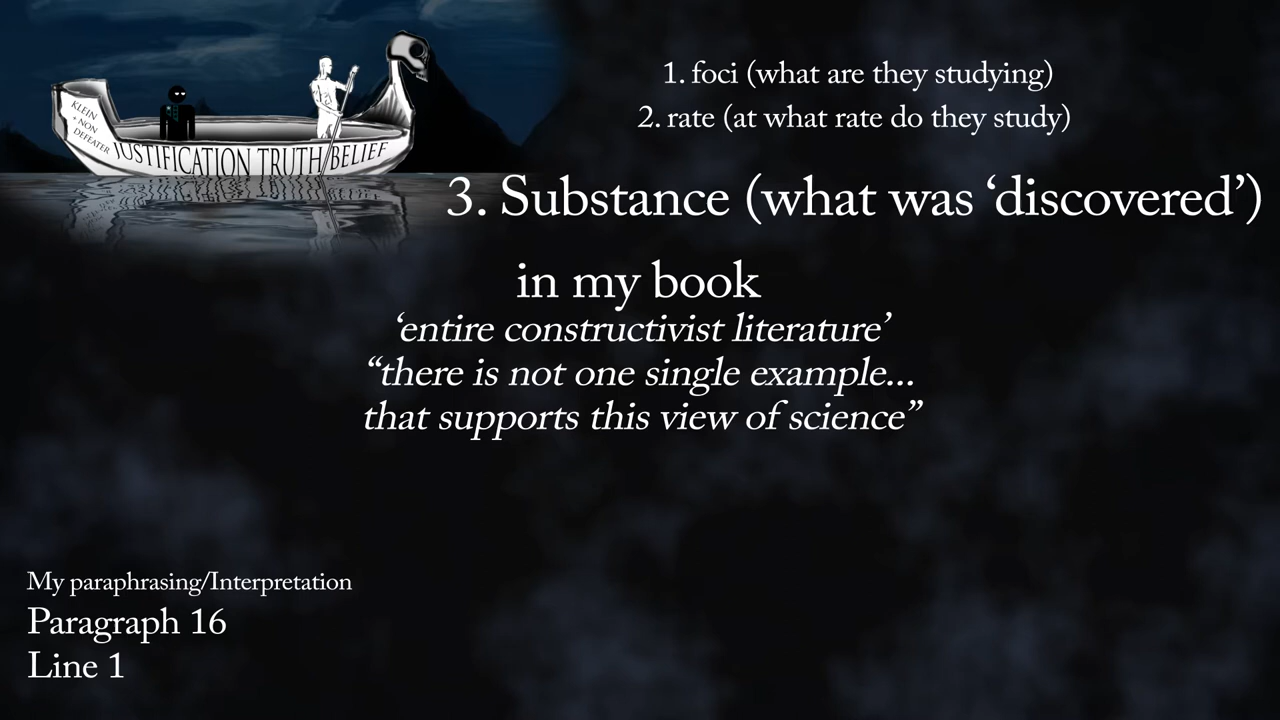 KLEIN
+ NON
DEFEATER
JUSTIFICATION TRUTH BELIEF
1. foci (what are they studying)
2. rate (at what rate do they study)
3. Substance (what was ‘discovered’)
in my book
‘entire constructivist literature’
“there is not one single example...
that supports this view of science”
My paraphrasing/Interpretation
Paragraph 16
Line 1